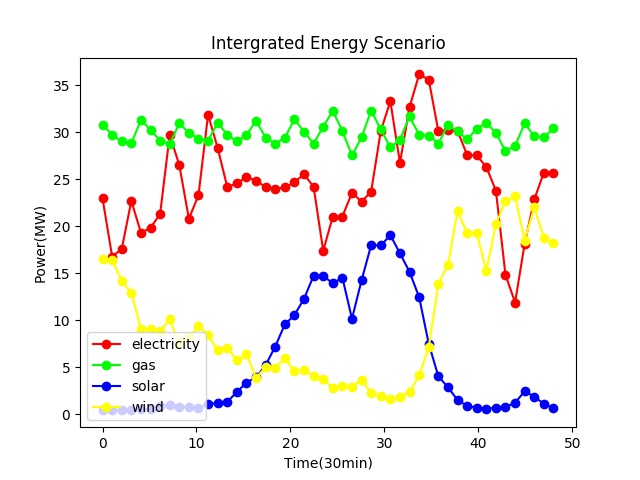 Intergrated Energy Scenario
Power(MW)
35
30
25
20
15
10
5
0
electricity
gas
solar
wind
0 10 20 30 40 50
Time(30min)